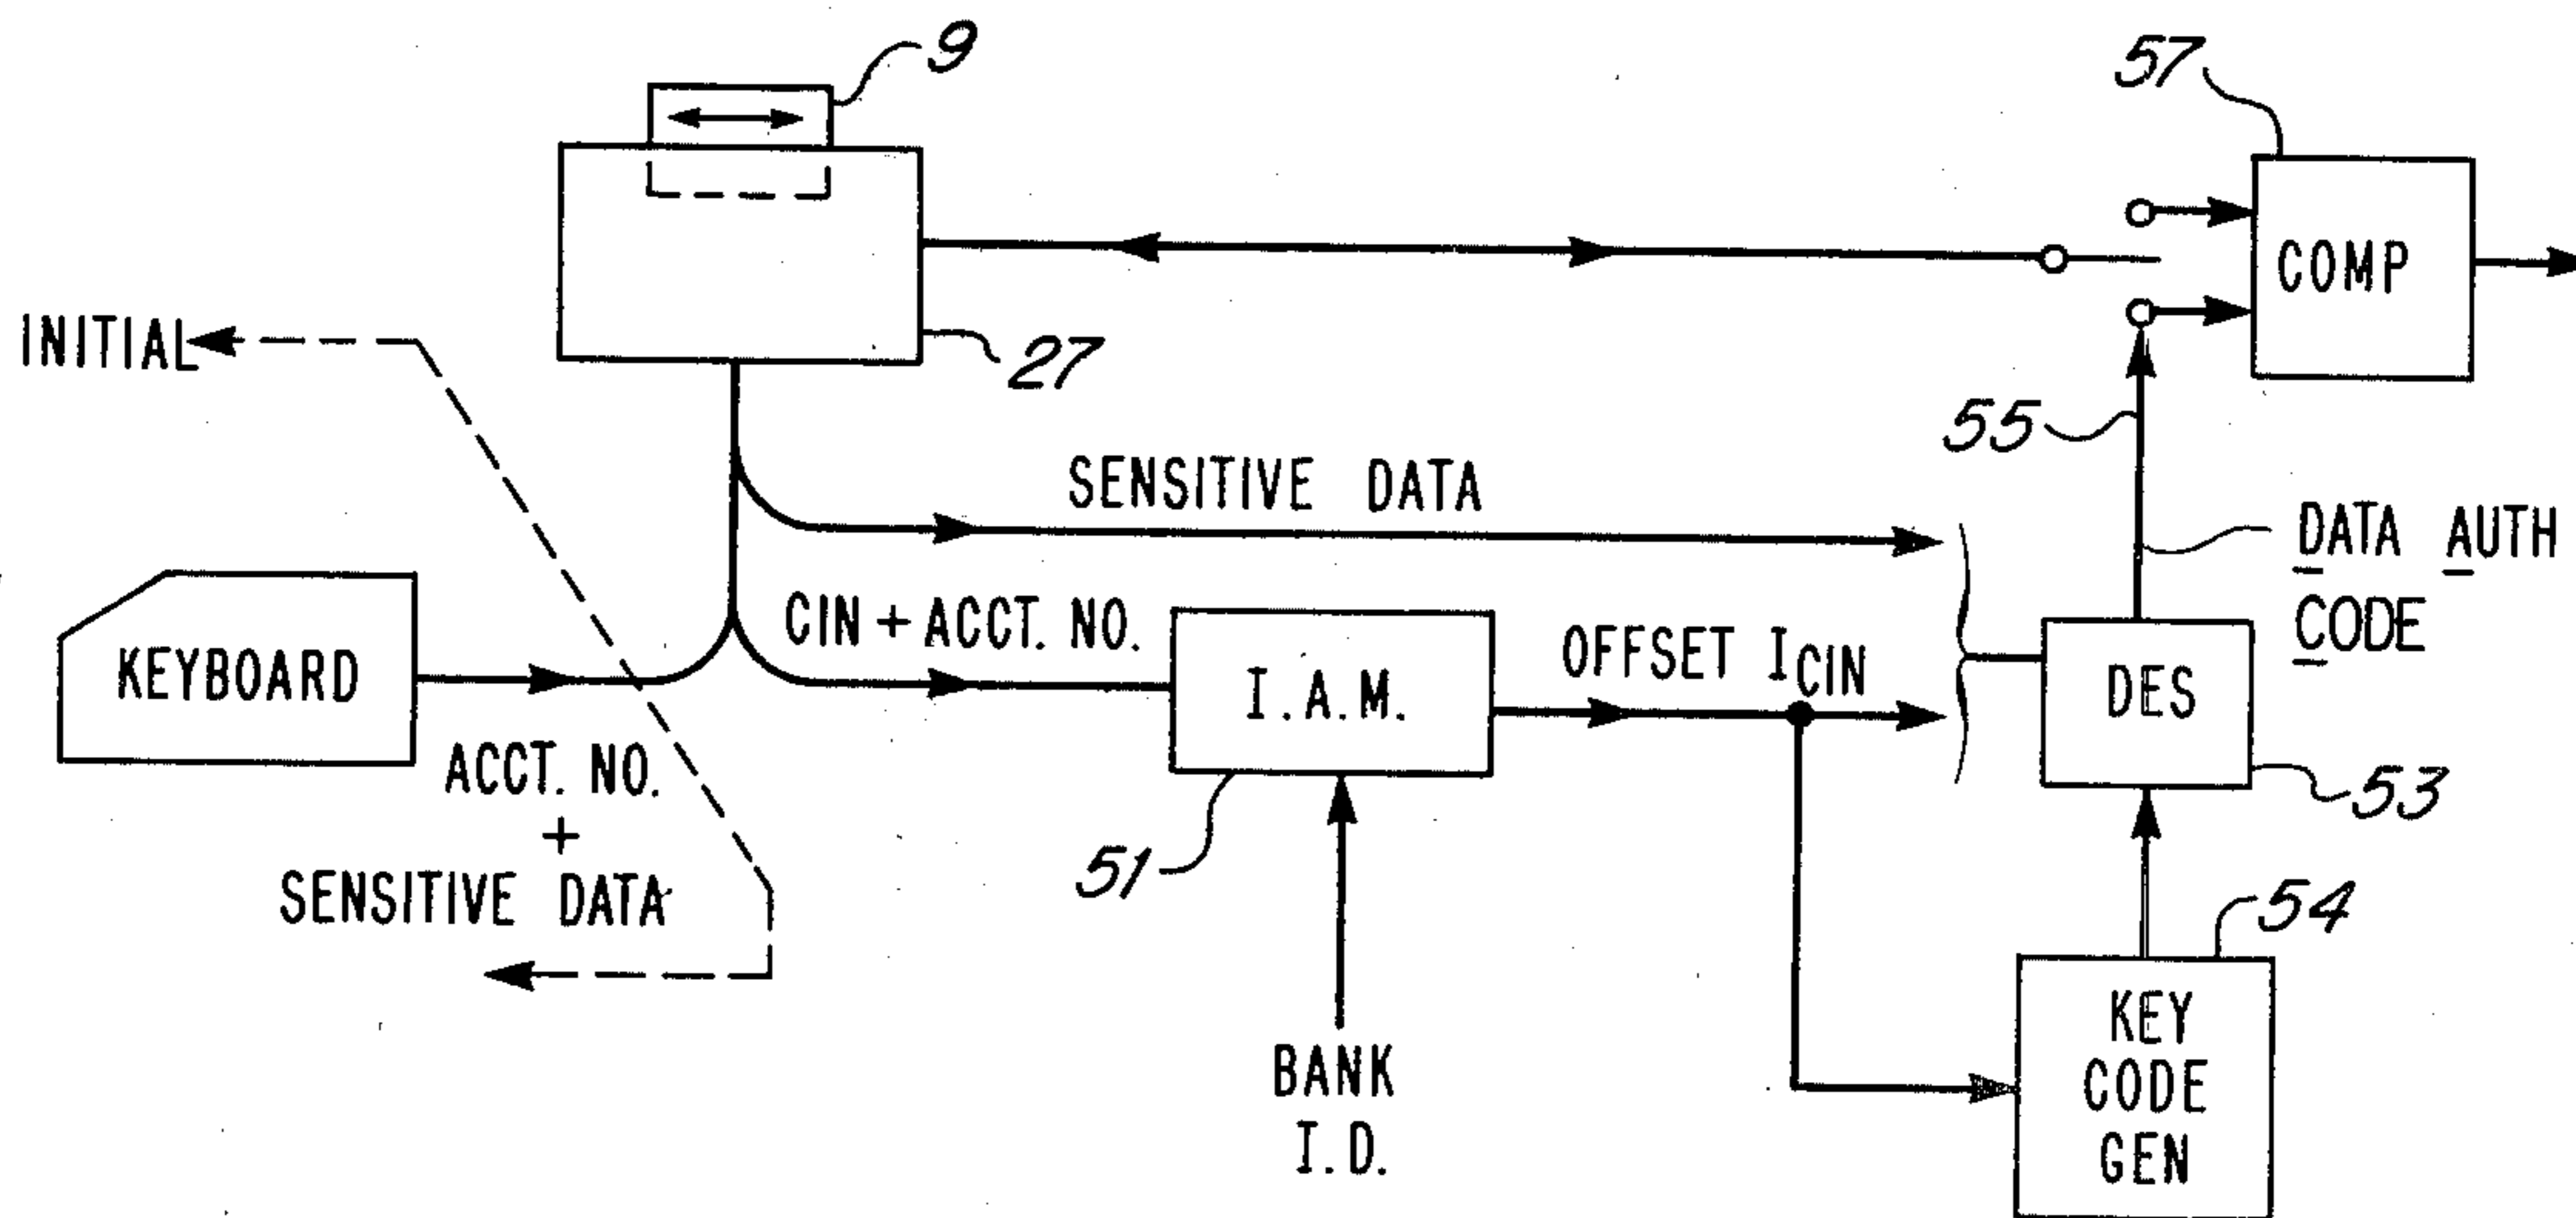 9
57
COMP
INITIAL
27
55
SENSITIVE DATA
DATA AUTH
CODE
CIN + ACCT. NO.
KEYBOARD
I.A.M.
OFFSET ICIN
DES
ACCT. NO.
+
SENSITIVE DATA
51
53
54
BANK
I.D.
KEY
CODE
GEN